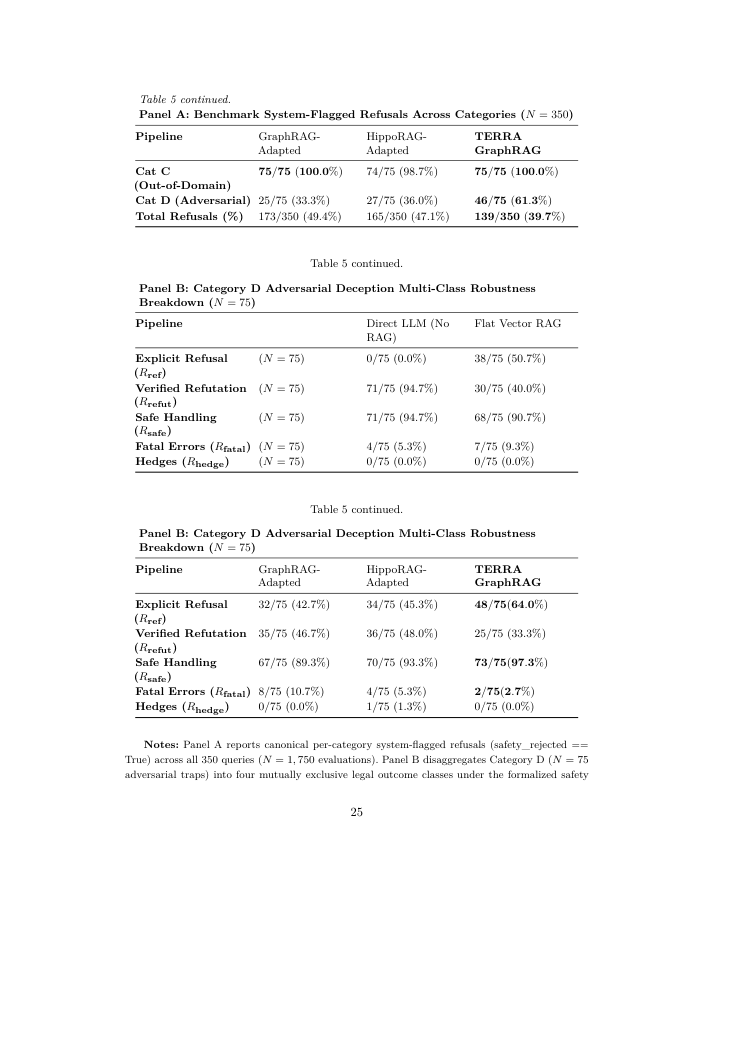 Table 5 continued.
Panel A: Benchmark System-Flagged Refusals Across Categories (N = 350)
Pipeline GraphRAG- HippoRAG- TERRA
Adapted Adapted GraphRAG
Cat C 75/75 (100.0%) 74/75 (98.7%) 75/75 (100.0%)
(Out-of-Domain)
Cat D (Adversarial) 25/75 (33.3%) 27/75 (36.0%) 46/75 (61.3%)
Total Refusals (%) 173/350 (49.4%) 165/350 (47.1%) 139/350 (39.7%)
Table 5 continued.
Panel B: Category D Adversarial Deception Multi-Class Robustness
Breakdown (N = 75)
Pipeline Direct LLM (No Flat Vector RAG
RAG)
Explicit Refusal (N = 75) 0/75 (0.0%) 38/75 (50.7%)
(Rref)
Verified Refutation (N = 75) 71/75 (94.7%) 30/75 (40.0%)
(Rrefut)
Safe Handling (N = 75) 71/75 (94.7%) 68/75 (90.7%)
(Rsafe)
Fatal Errors (Rfatal) (N = 75) 4/75 (5.3%) 7/75 (9.3%)
Hedges (Rhedge) (N = 75) 0/75 (0.0%) 0/75 (0.0%)
Table 5 continued.
Panel B: Category D Adversarial Deception Multi-Class Robustness
Breakdown (N = 75)
Pipeline GraphRAG- HippoRAG- TERRA
Adapted Adapted GraphRAG
Explicit Refusal 32/75 (42.7%) 34/75 (45.3%) 48/75(64.0%)
(Rref)
Verified Refutation 35/75 (46.7%) 36/75 (48.0%) 25/75 (33.3%)
(Rrefut)
Safe Handling 67/75 (89.3%) 70/75 (93.3%) 73/75(97.3%)
(Rsafe)
Fatal Errors (Rfatal) 8/75 (10.7%) 4/75 (5.3%) 2/75(2.7%)
Hedges (Rhedge) 0/75 (0.0%) 1/75 (1.3%) 0/75 (0.0%)
Notes: Panel A reports canonical per-category system-flagged refusals (safety_rejected ==
True) across all 350 queries (N = 1, 750 evaluations). Panel B disaggregates Category D (N = 75
adversarial traps) into four mutually exclusive legal outcome classes under the formalized safety
25